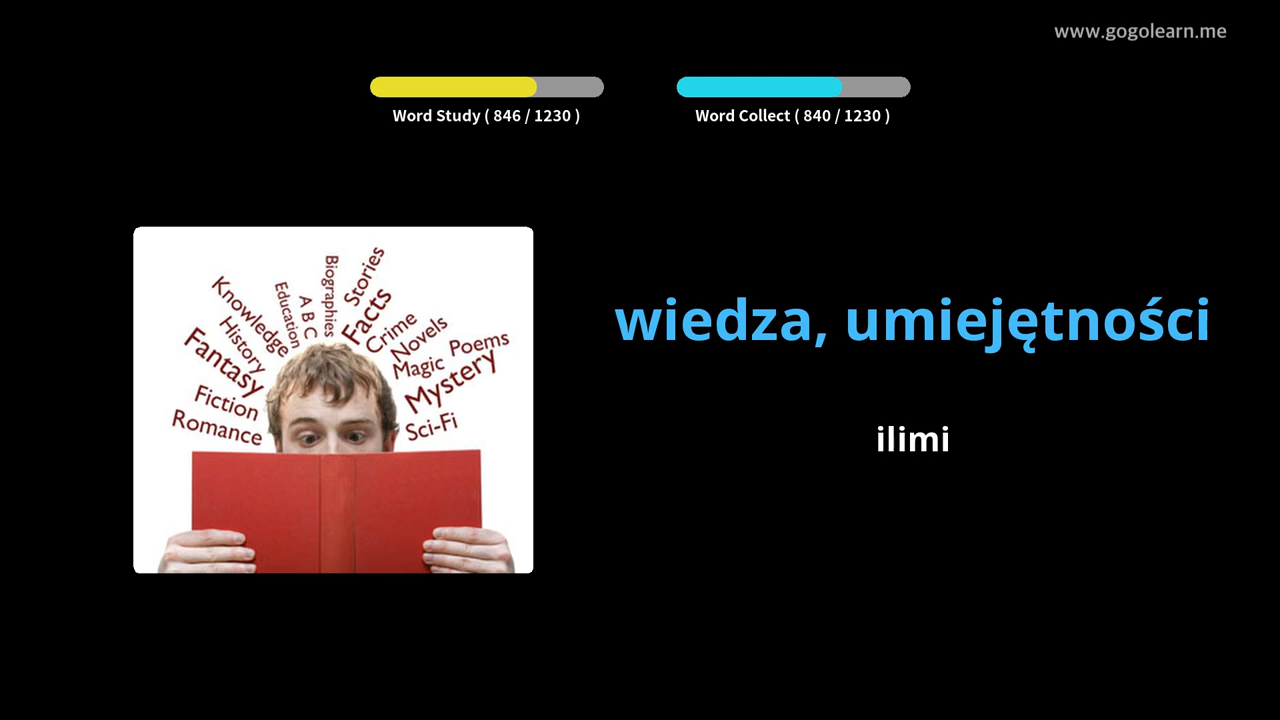 www.gogolearn.me
Word Study ( 846 / 1230 )
Word Collect ( 840 / 1230 )
Knowledge
Education
A B C
Biographies
Stories
Facts
Crime
Novels
Poems
Magic
Mystery
Sci-Fi
History
Fantasy
Fiction
Romance
wiedza, umiejętności
ilimi